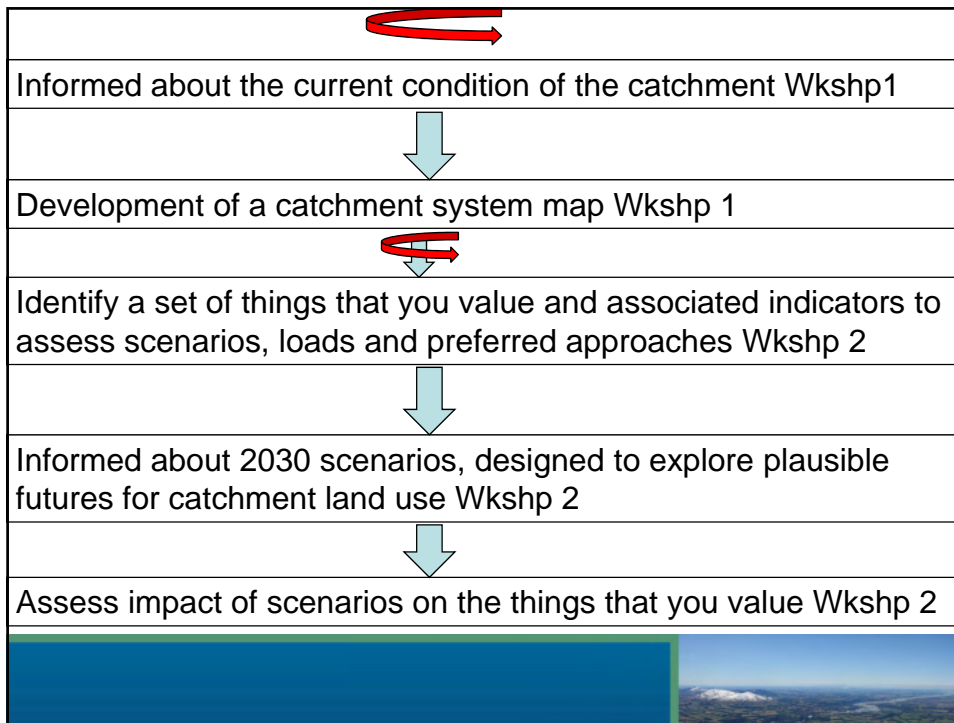 Informed about the current condition of the catchment Wkshp1
Development of a catchment system map Wkshp 1
Identify a set of things that you value and associated indicators to
assess scenarios, loads and preferred approaches Wkshp 2
Informed about 2030 scenarios, designed to explore plausible
futures for catchment land use Wkshp 2
Assess impact of scenarios on the things that you value Wkshp 2